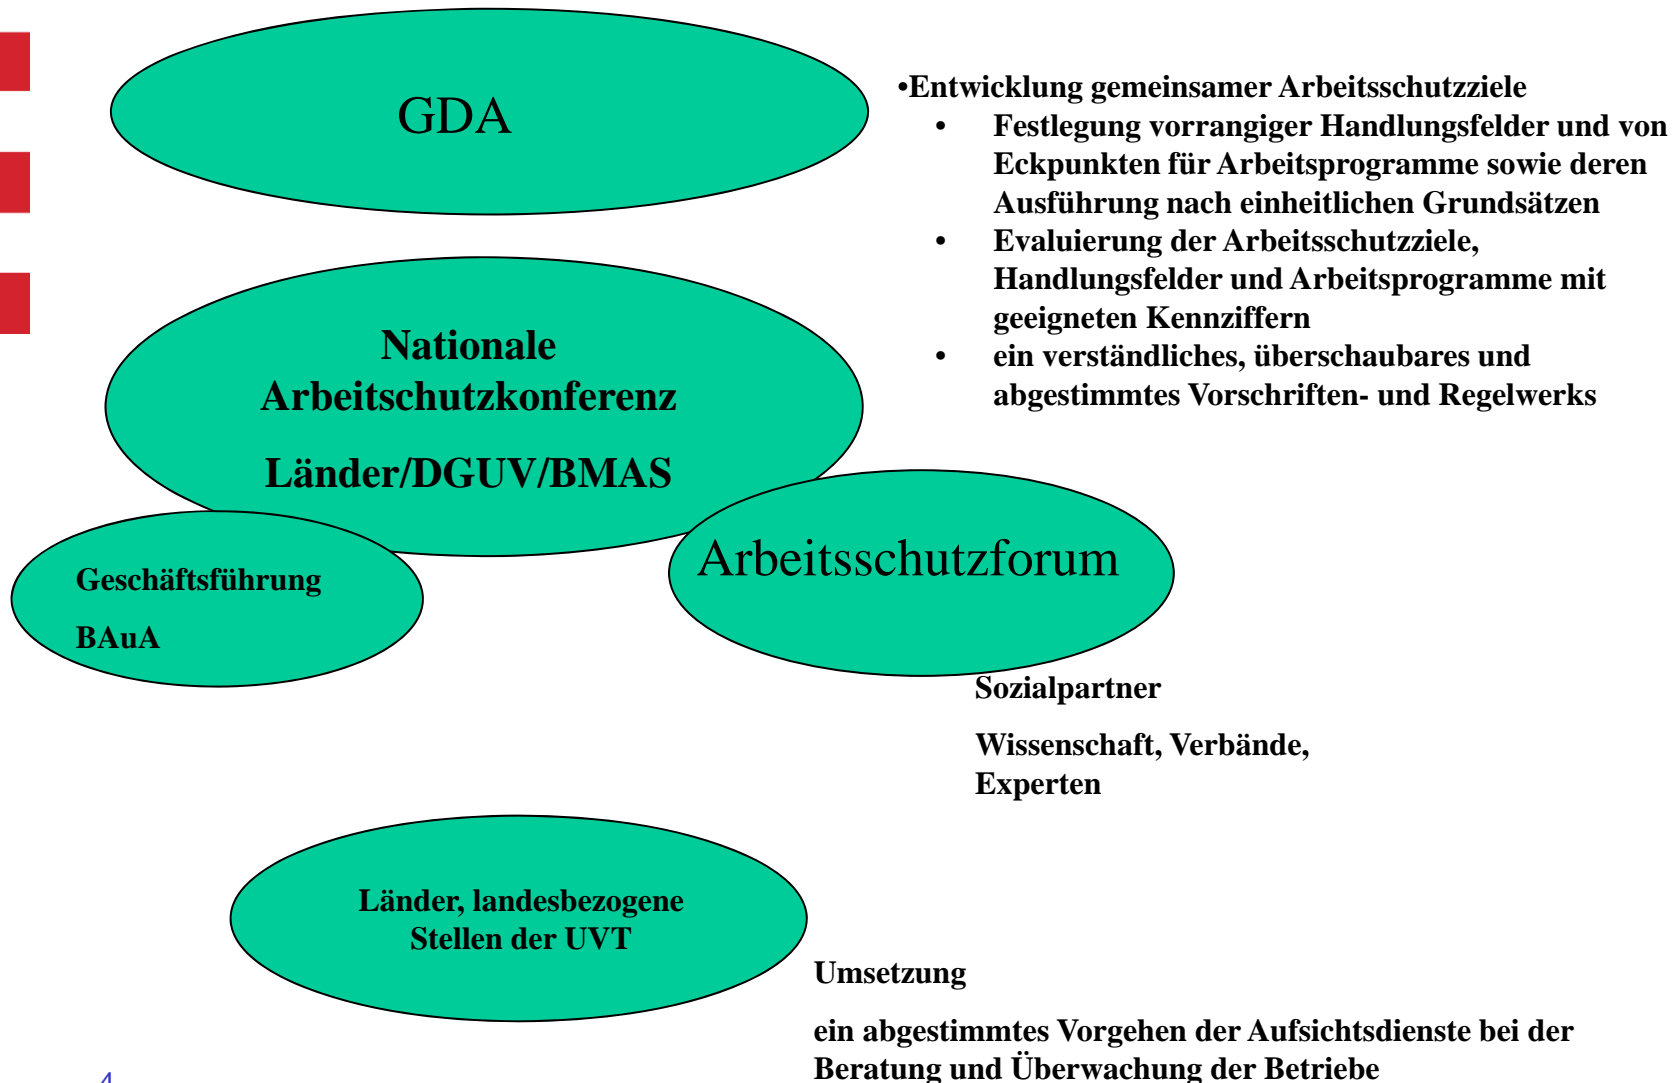 GDA
•Entwicklung gemeinsamer Arbeitsschutzziele
• Festlegung vorrangiger Handlungsfelder und von
Eckpunkten für Arbeitsprogramme sowie deren
Ausführung nach einheitlichen Grundsätzen
• Evaluierung der Arbeitsschutzziele,
Handlungsfelder und Arbeitsprogramme mit
geeigneten Kennziffern
• ein verständliches, überschaubares und
abgestimmtes Vorschriften- und Regelwerks
Nationale
Arbeitschutzkonferenz
Länder/DGUV/BMAS
Geschäftsführung
BAuA
Arbeitsschutzforum
Sozialpartner
Wissenschaft, Verbände,
Experten
Länder, landesbezogene
Stellen der UVT
Umsetzung
ein abgestimmtes Vorgehen der Aufsichtsdienste bei der
Beratung und Überwachung der Betriebe
4